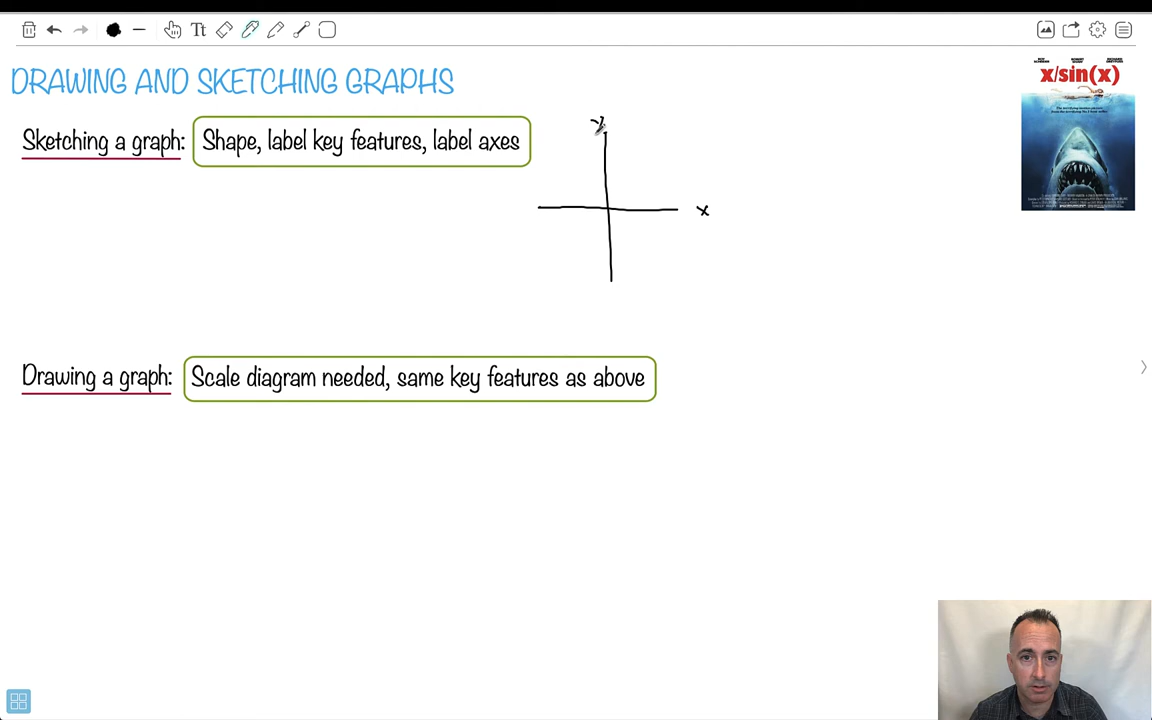 Tt
DRAWING AND SKETCHING GRAPHS
x/sin(x)
Sketching a graph: Shape, label key features, label axes
y
x
Drawing a graph: Scale diagram needed, same key features as above